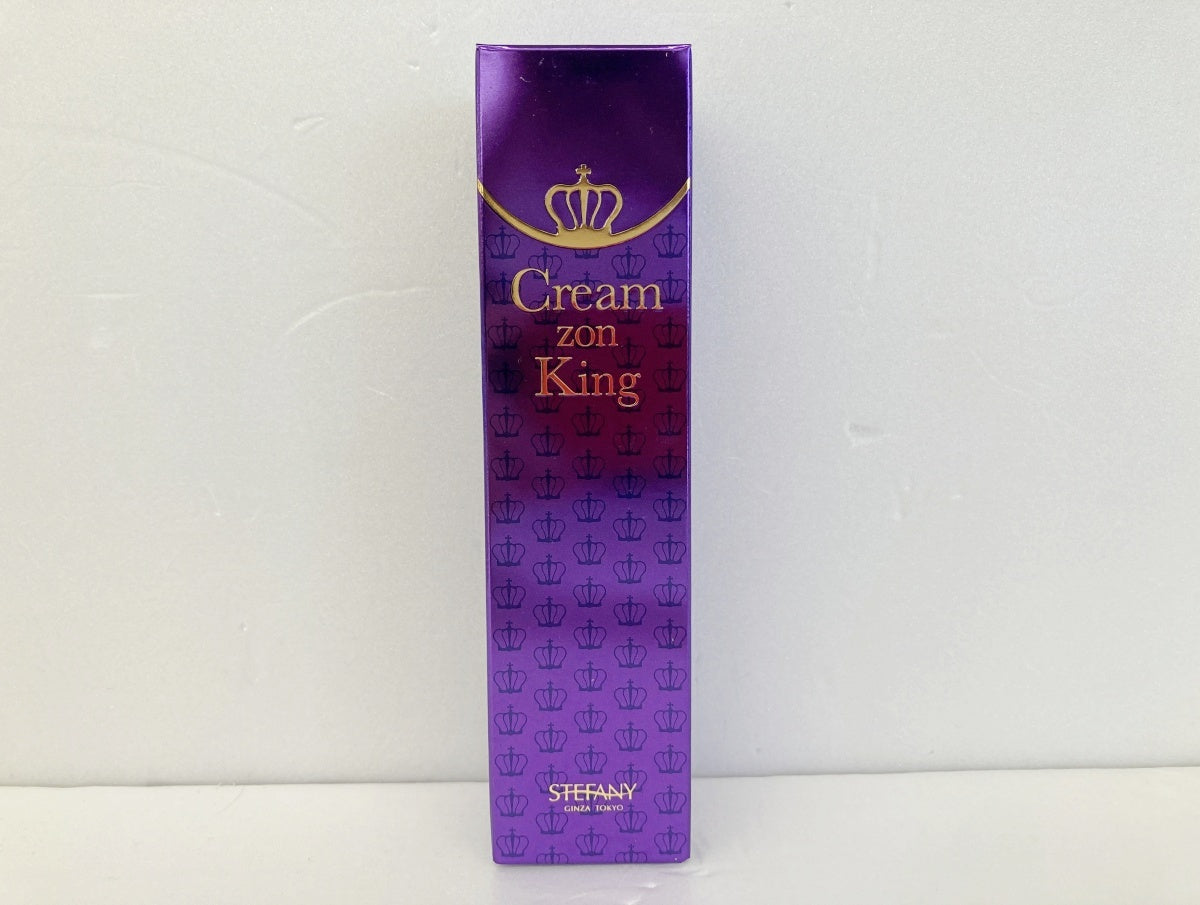 Cream
zon
King
STEFANY
GINZA TOKYO